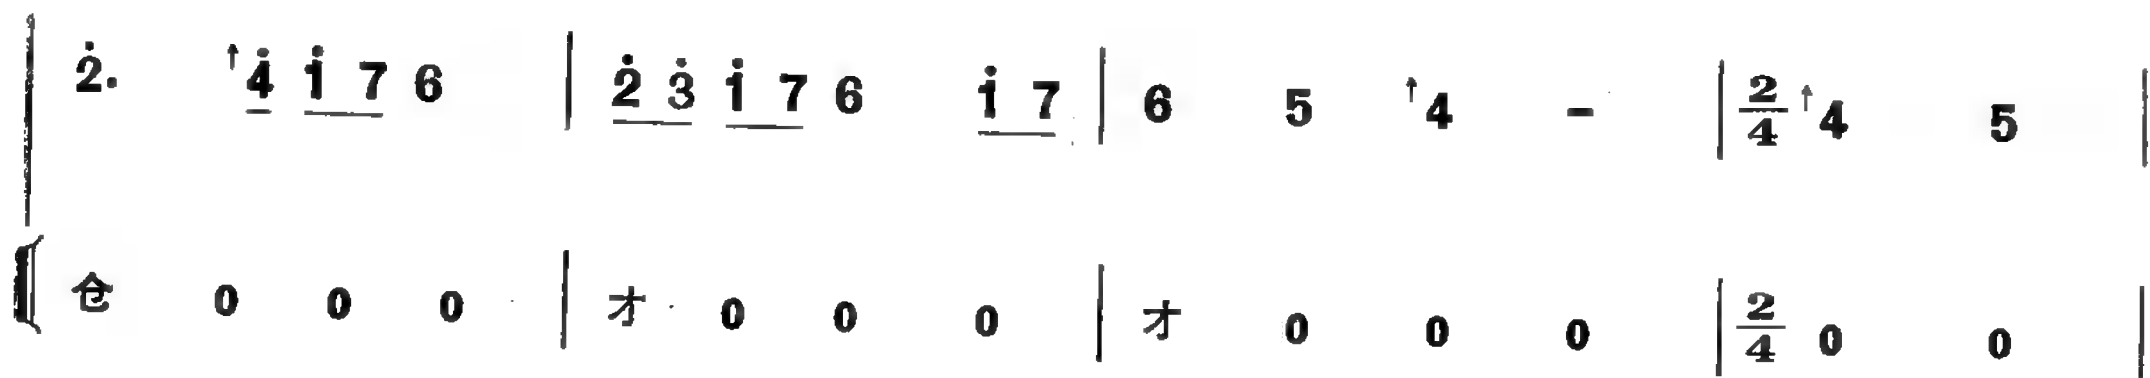 | 2̇. ↑4̇ 1̇ 7 6 | 2̇ 3̇ 1̇ 7 6 1̇ 7 | 6 5 ↑4 - | 2/4 ↑4 5 |
仓 0 0 0 | 才 0 0 0 | 才 0 0 0 | 2/4 0 0 |